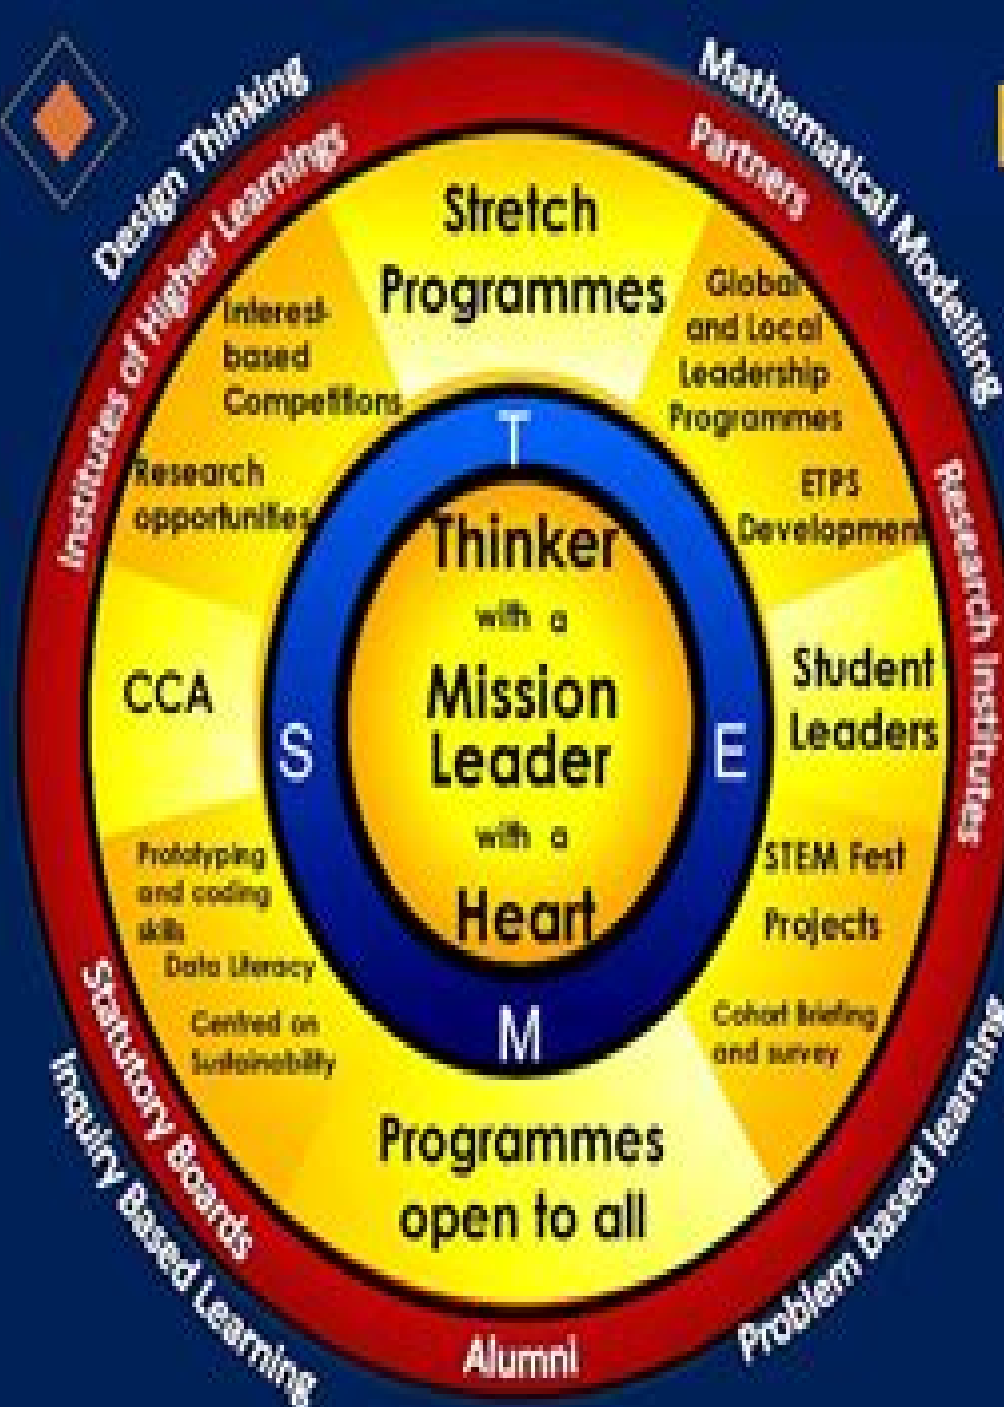 Design Thinking
Mathematical Modelling
Institutes of Higher Learnings
Partners
Stretch
Programmes
Interest-
based
Competitions
Global
and Local
Leadership
Programmes
Research
opportunities
ETPS
Development
T
Thinker
with a
Mission
Leader
with a
Heart
CCA
S
E
Student
Leaders
Research Institutes
Prototyping
and coding
skills
Data Literacy
Centred on
Sustainability
STEM Fest
Projects
Cohort Briefing
and survey
M
Programmes
open to all
Statutory Boards
Inquiry Based Learning
Alumni
Problem based learning